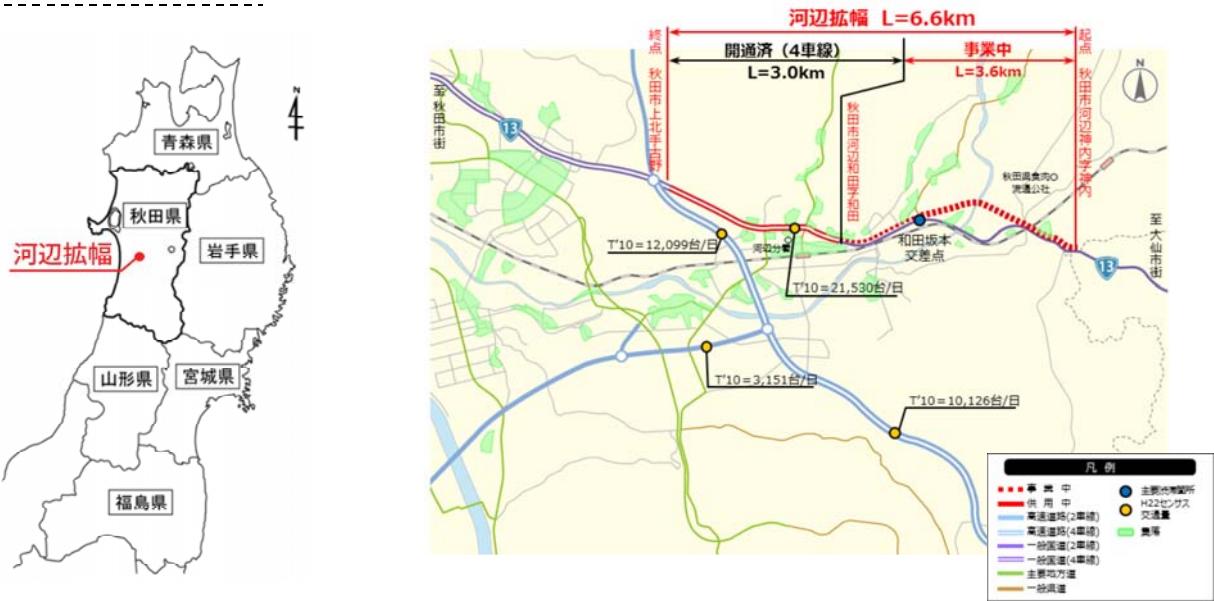 青森県
秋田県
河辺拡幅
岩手県
山形県
宮城県
福島県
N
河辺拡幅 L=6.6km
開通済（4車線）
L=3.0km
事業中
L=3.6km
終点 秋田市上北手古野
起点 秋田市河辺神内字神内
秋田市河辺和田字和田
至 秋田市街
13
N
秋田県食肉
流通公社
至 大仙市街
13
T'10＝12,099台/日
河辺分署
和田坂本
交差点
T'10＝21,530台/日
T'10＝3,151台/日
T'10＝10,126台/日
凡 例
事 業 中
供 用 中
高速道路(2車線)
高速道路(4車線)
一般国道(2車線)
一般国道(4車線)
主要地方道
一般県道
主要渋滞箇所
H22センサス
交通量
集落